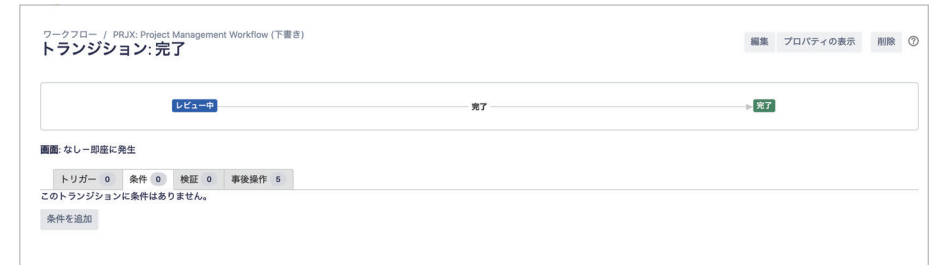 ワークフロー / PRJX: Project Management Workflow (下書き)
トランジション: 完了
編集 プロパティの表示 削除 ?
レビュー中 完了 完了
画面: なし－即座に発生
トリガー 0 条件 0 検証 0 事後操作 5
このトランジションに条件はありません。
条件を追加